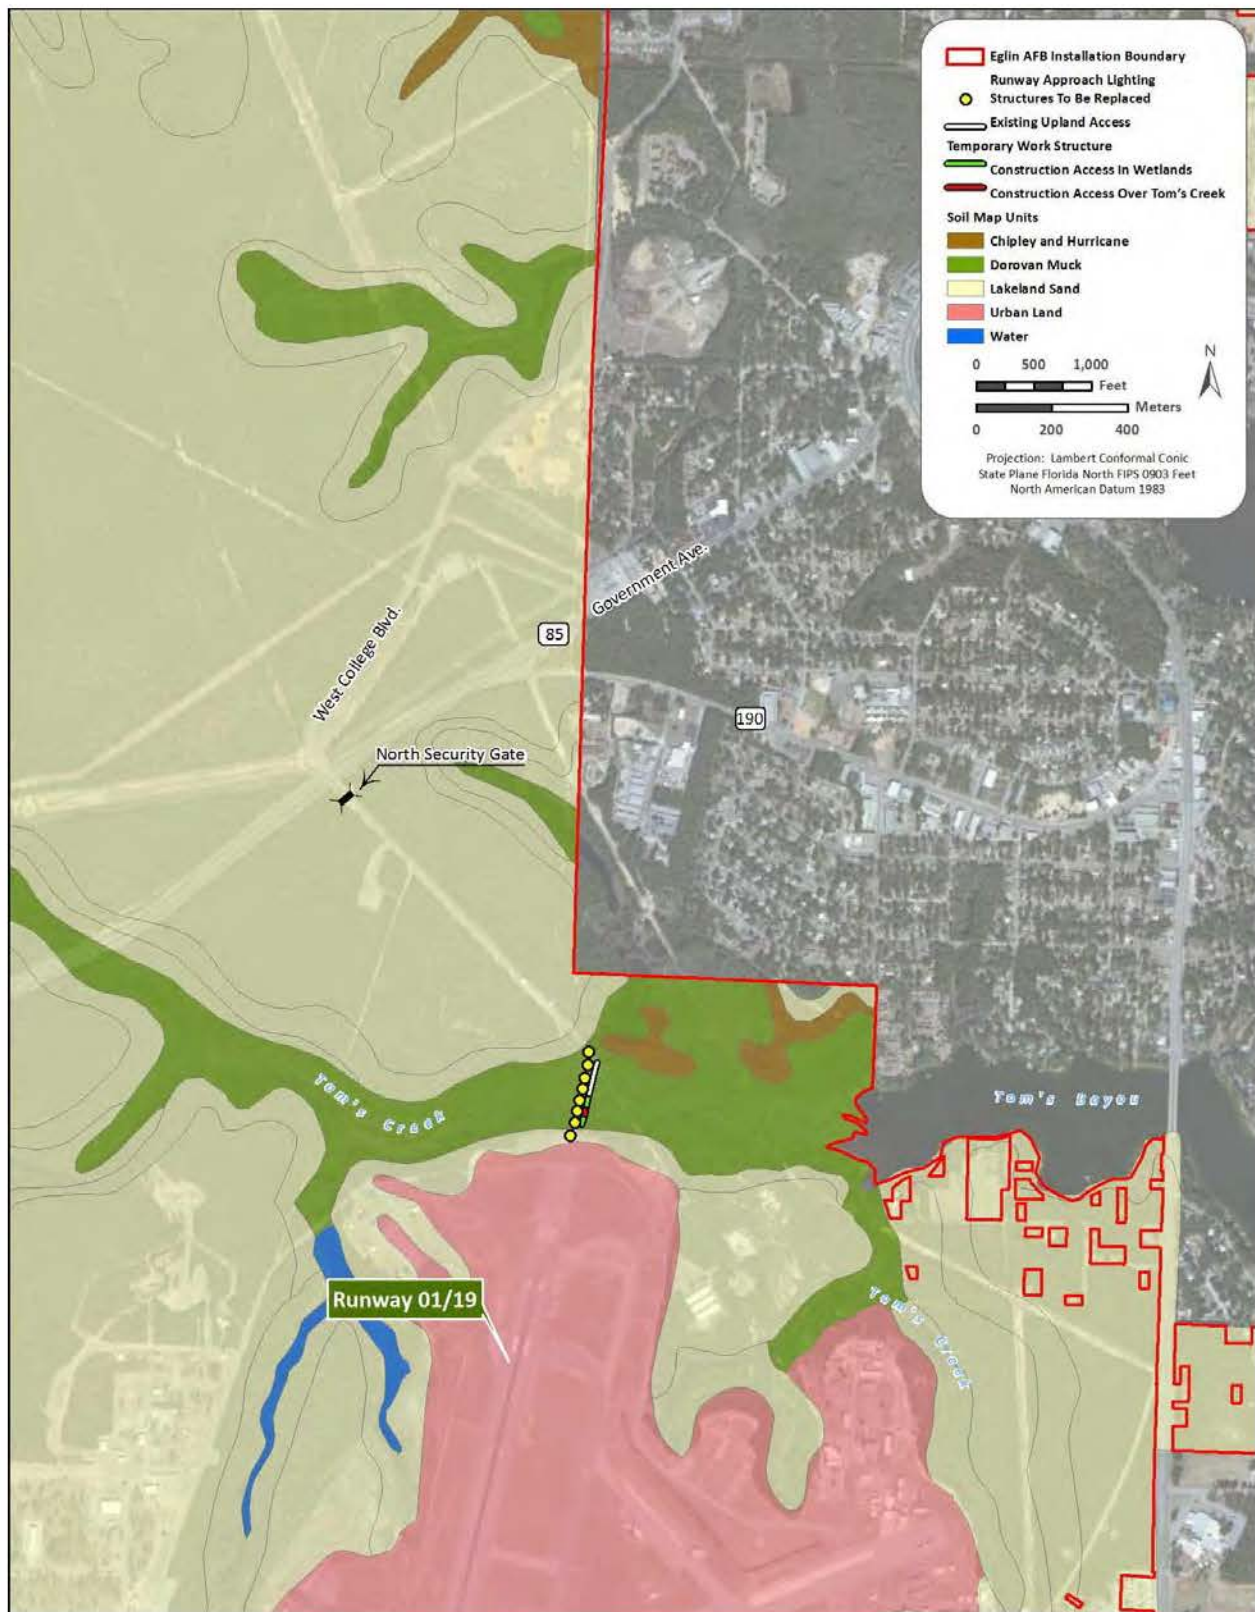 Eglin AFB Installation Boundary
Runway Approach Lighting
Structures To Be Replaced
Existing Upland Access
Temporary Work Structure
Construction Access In Wetlands
Construction Access Over Tom's Creek
Soil Map Units
Chipley and Hurricane
Dorovan Muck
Lakeland Sand
Urban Land
Water
0 500 1,000
Feet
Meters
0 200 400
N
Projection: Lambert Conformal Conic
State Plane Florida North FIPS 0903 Feet
North American Datum 1983
Government Ave.
85
West College Blvd.
190
North Security Gate
Tom's Creek
Tom's Bayou
Runway 01/19
Tom's Creek